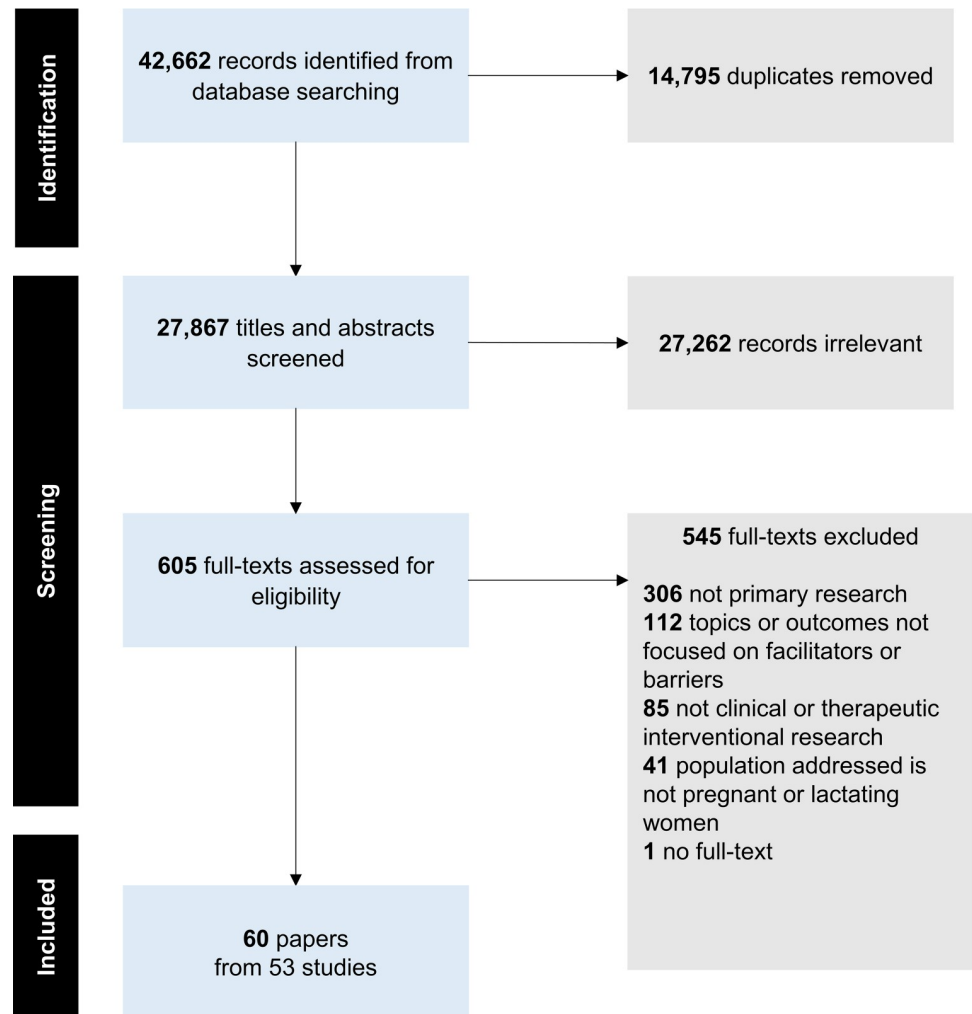 Identification
42,662 records identified from
database searching
14,795 duplicates removed
Screening
27,867 titles and abstracts
screened
27,262 records irrelevant
605 full-texts assessed for
eligibility
545 full-texts excluded
306 not primary research
112 topics or outcomes not
focused on facilitators or
barriers
85 not clinical or therapeutic
interventional research
41 population addressed is
not pregnant or lactating
women
1 no full-text
Included
60 papers
from 53 studies